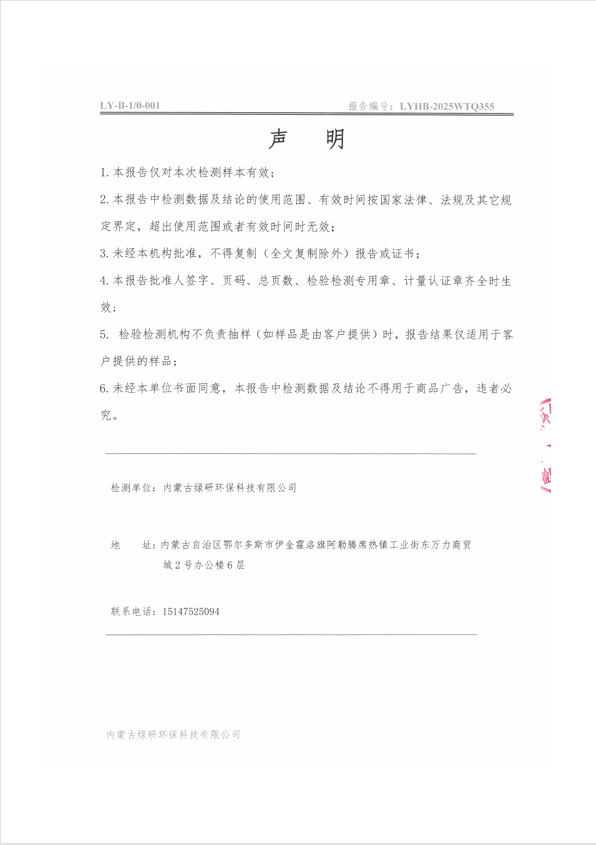 LY-B-1/0-001 报告编号：LYHB-2025WTQ355
声 明
1.本报告仅对本次检测样本有效；
2.本报告中检测数据及结论的使用范围、有效时间按国家法律、法规及其它规
定界定，超出使用范围或者有效时间时无效；
3.未经本机构批准，不得复制（全文复制除外）报告或证书；
4.本报告批准人签字、页码、总页数、检验检测专用章、计量认证章齐全时生
效；
5. 检验检测机构不负责抽样（如样品是由客户提供）时，报告结果仅适用于客
户提供的样品；
6.未经本单位书面同意，本报告中检测数据及结论不得用于商品广告，违者必
究。
检测单位：内蒙古绿研环保科技有限公司
地 址：内蒙古自治区鄂尔多斯市伊金霍洛旗阿勒腾席热镇工业街东万力商贸
城2号办公楼6层
联系电话：15147525094
内蒙古绿研环保科技有限公司